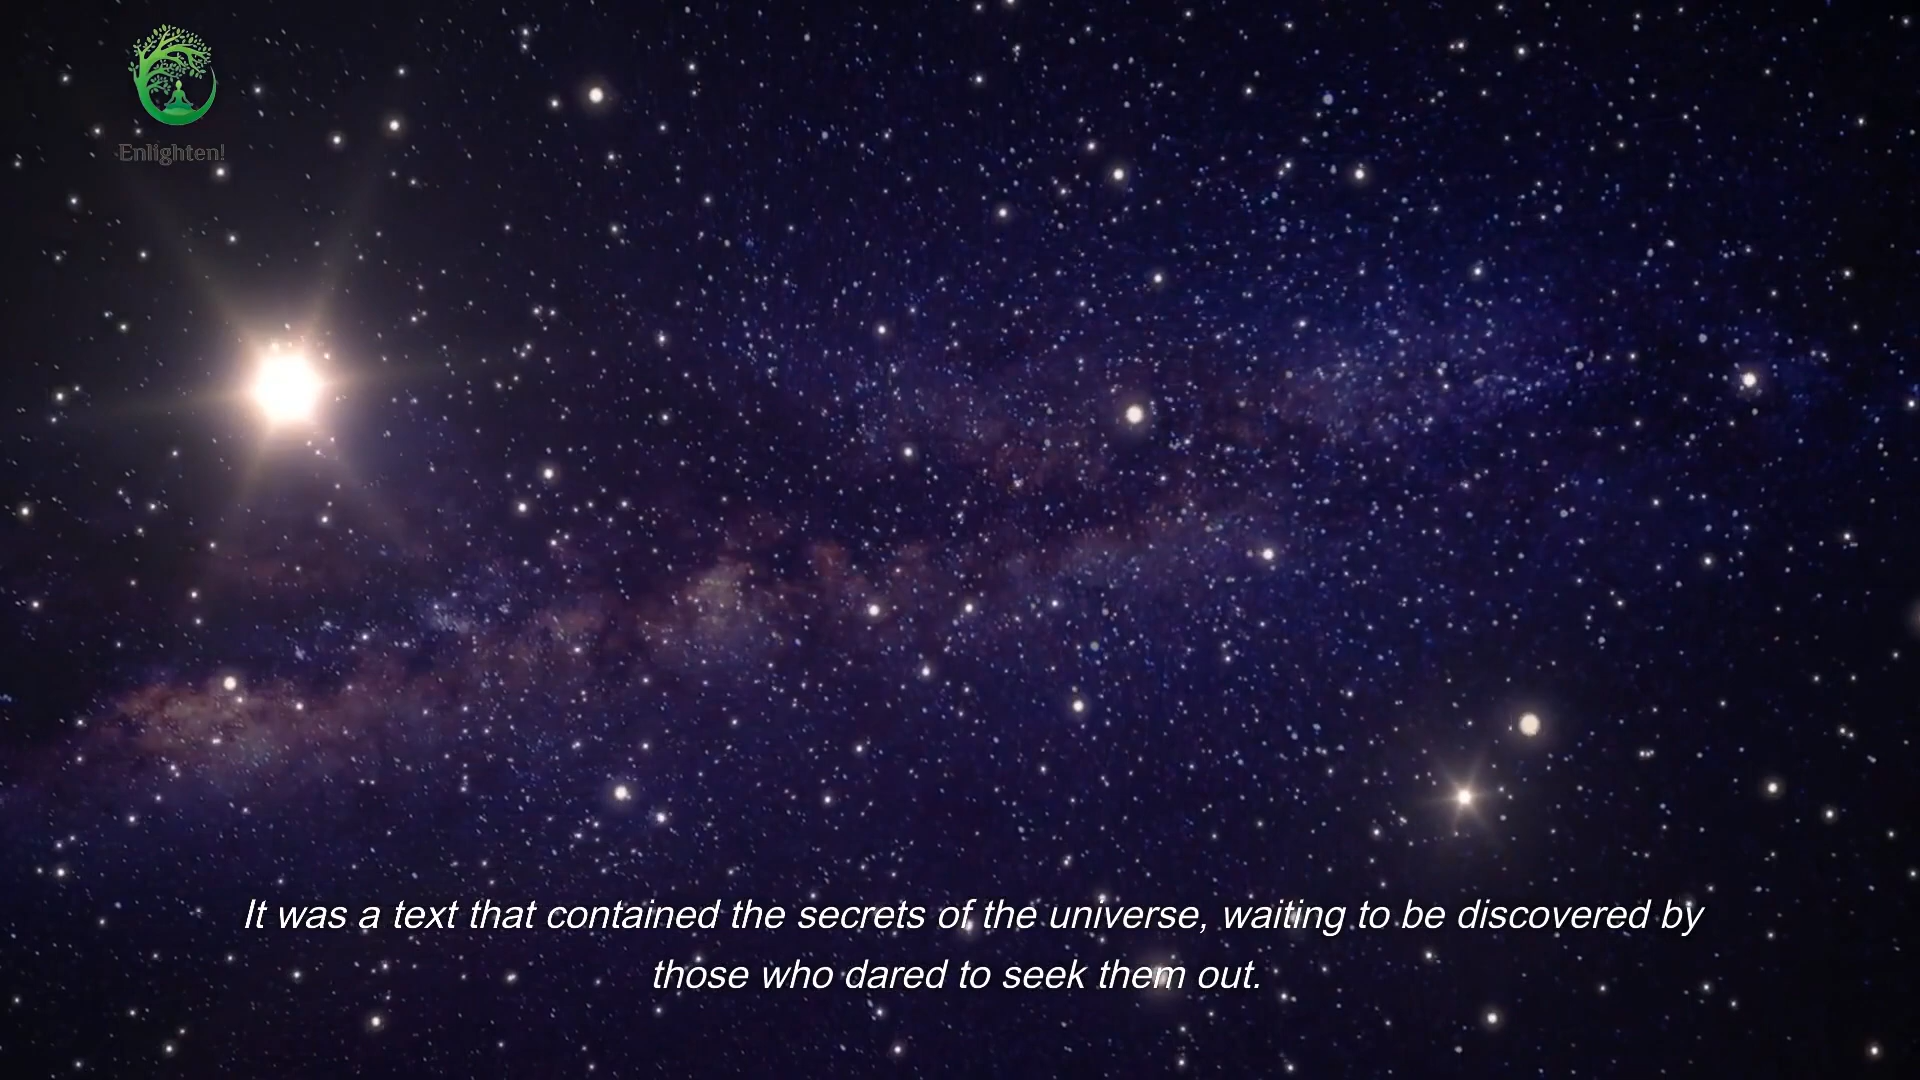 Enlighten!
It was a text that contained the secrets of the universe, waiting to be discovered by
those who dared to seek them out.